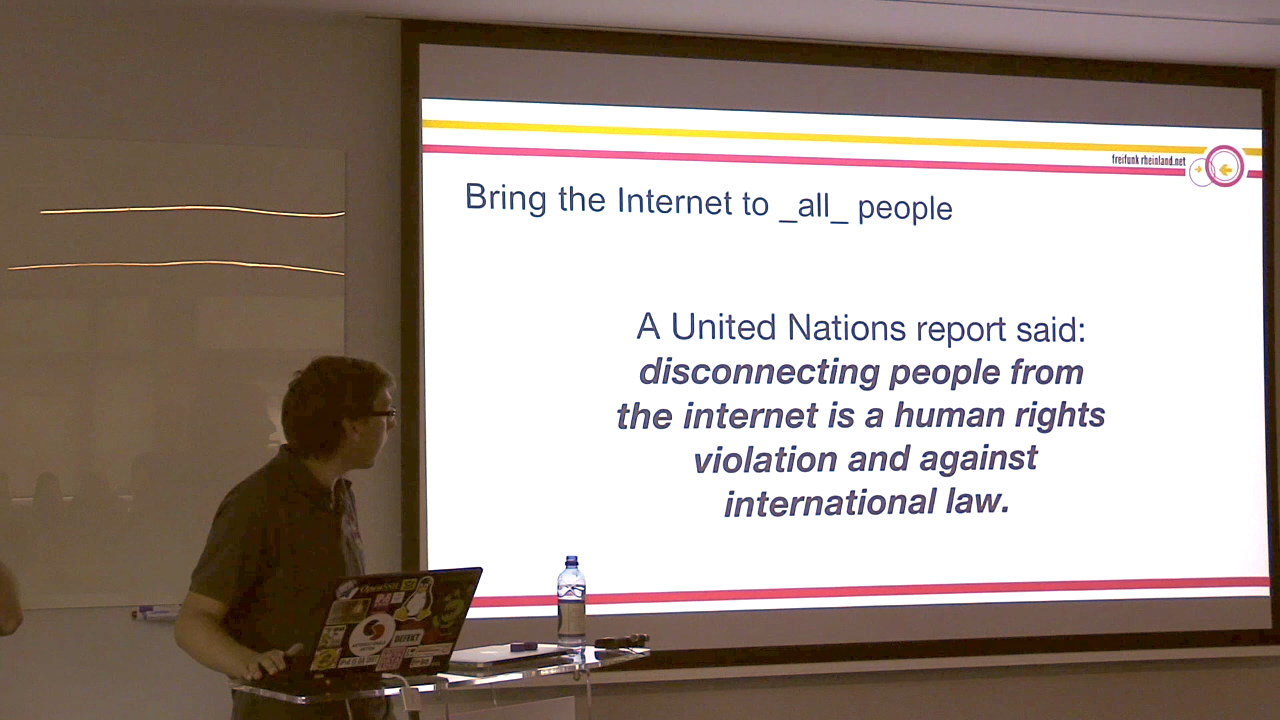 freifunk rheinland.net
Bring the Internet to _all_ people
A United Nations report said:
disconnecting people from
the internet is a human rights
violation and against
international law.
DEFEKT